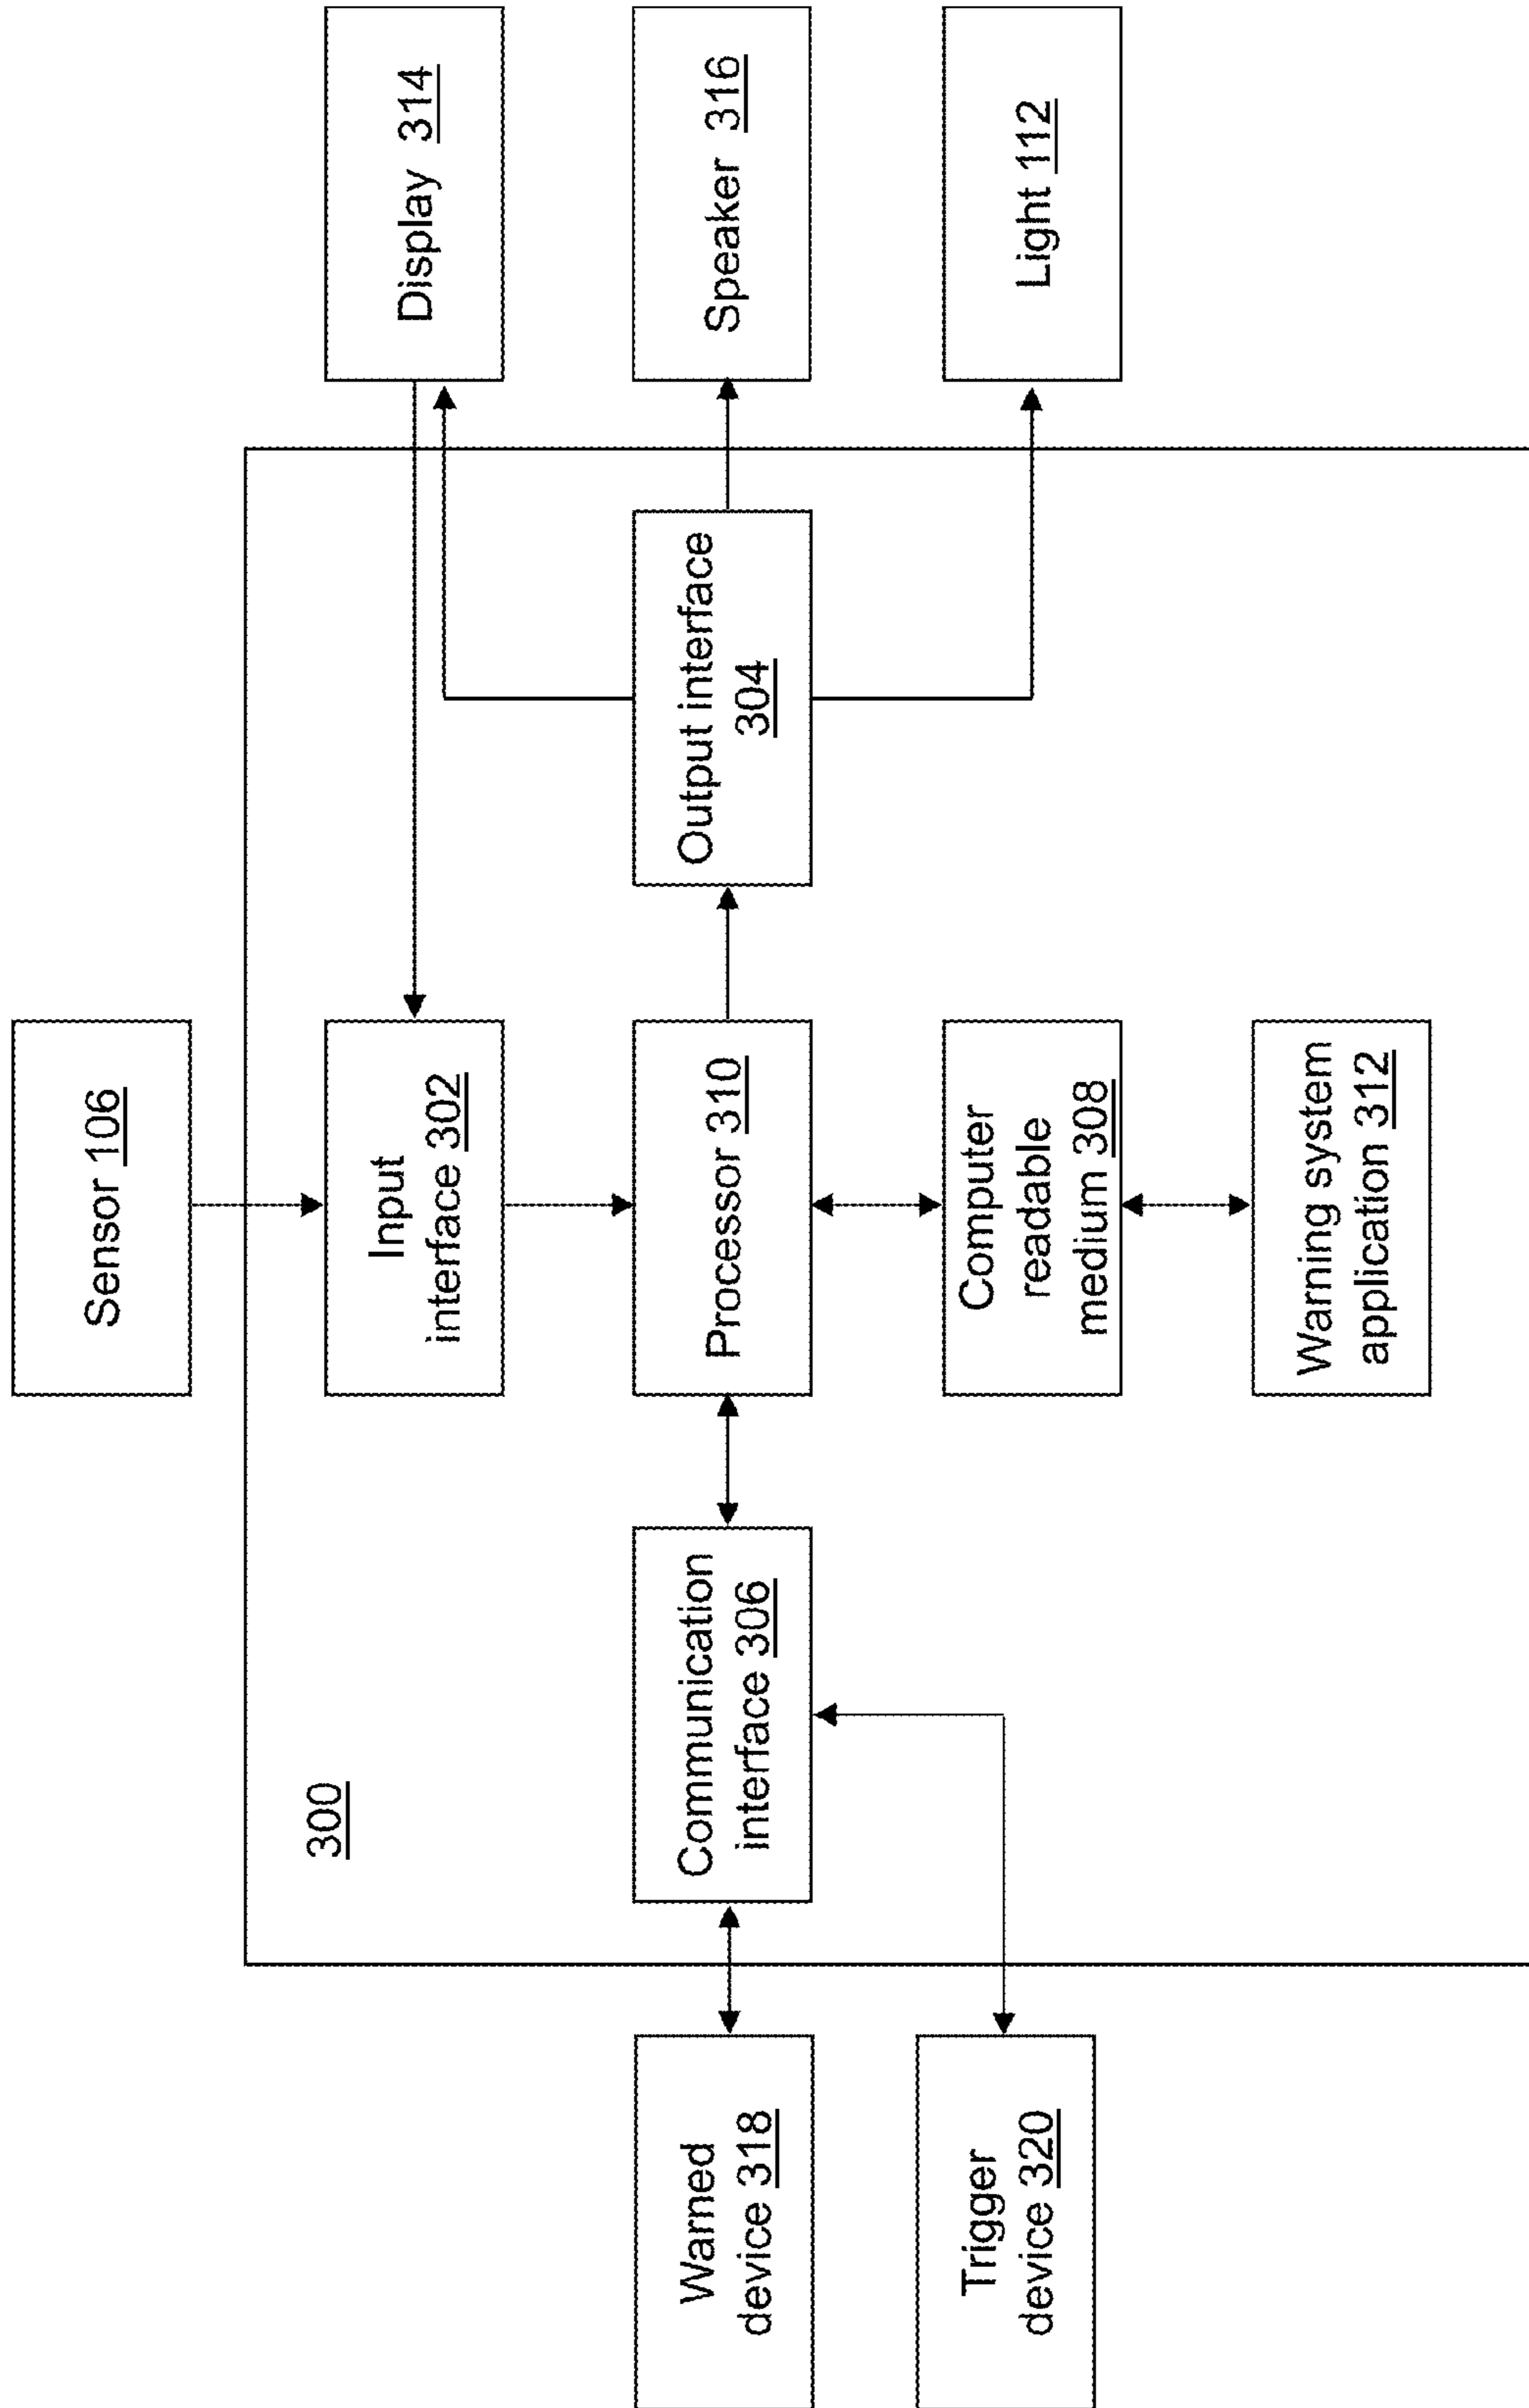 Sensor 106
300
Input
interface 302
Display 314
Warned
device 318
Communication
interface 306
Processor 310
Output interface
304
Speaker 316
Trigger
device 320
Computer
readable
medium 308
Light 112
Warning system
application 312